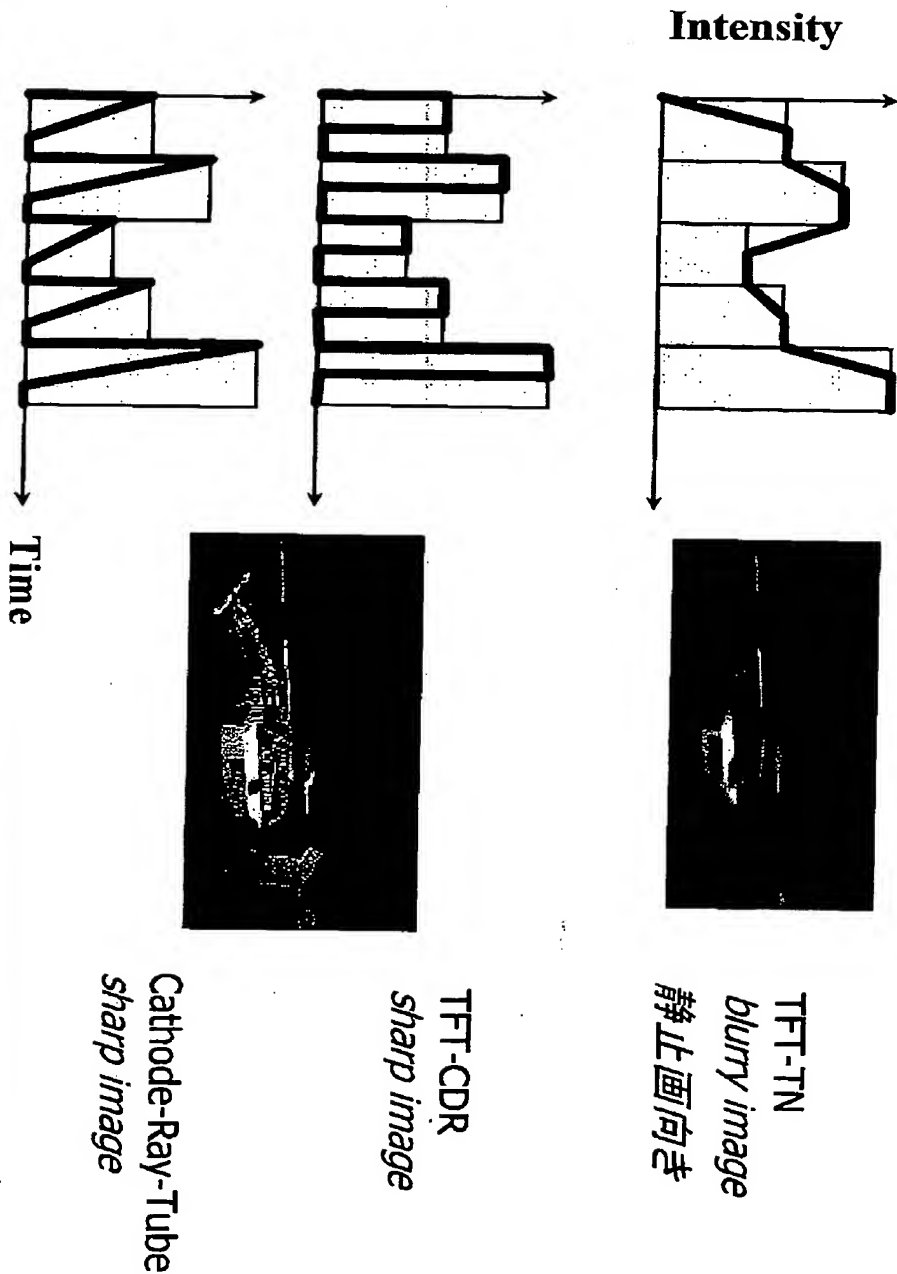 Intensity
TFT-TN
blurry image
静止画向き
TFT-CDR
sharp image
Cathode-Ray-Tube
sharp image
Time